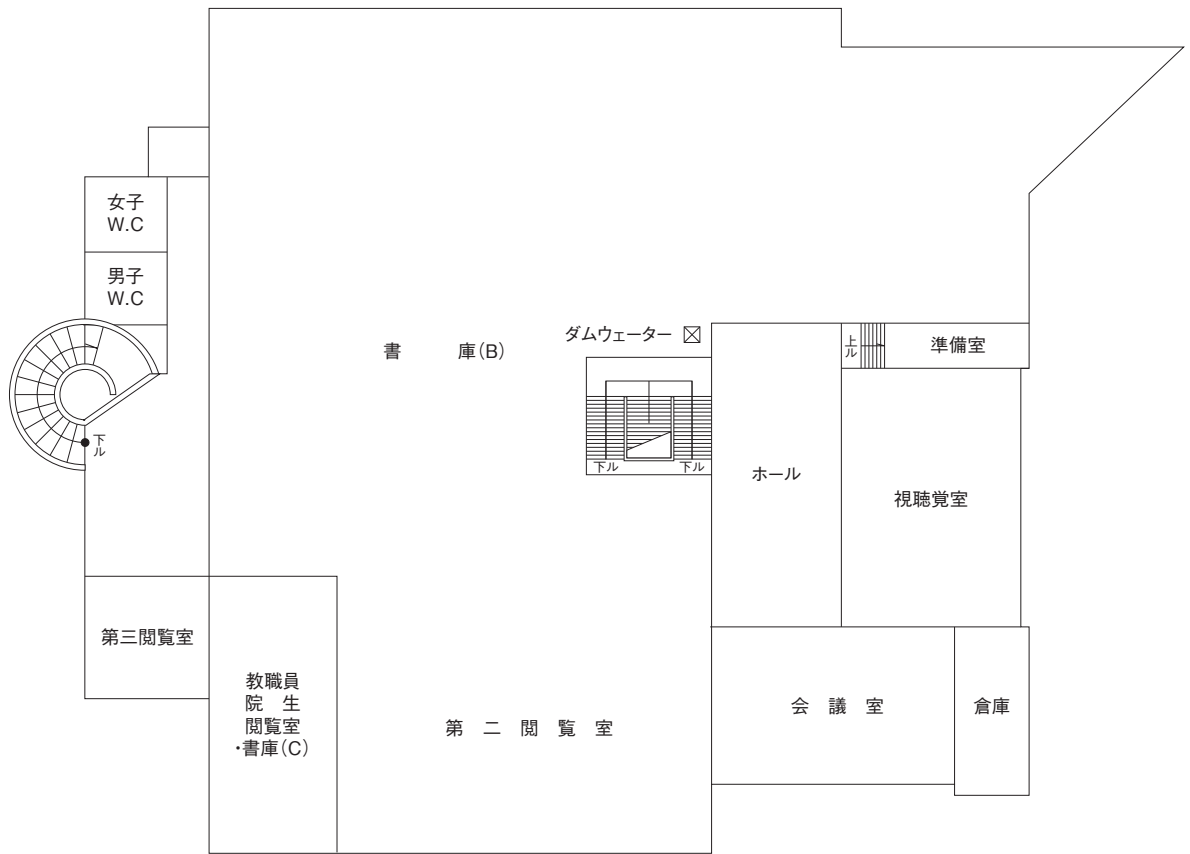 女子
W.C
男子
W.C
ダムウェーター
書 庫(B)
上ル
準備室
下ル
下ル
下ル
ホール
視聴覚室
第三閲覧室
教職員
院 生
閲覧室
・書庫(C)
第 二 閲 覧 室
会 議 室
倉庫